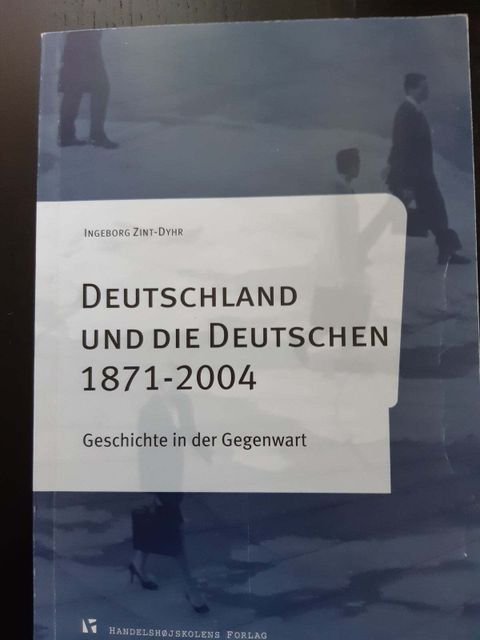 INGEBORG ZINT-DYHR
DEUTSCHLAND
UND DIE DEUTSCHEN
1871-2004
Geschichte in der Gegenwart
HANDELSHØJSKOLENS FORLAG